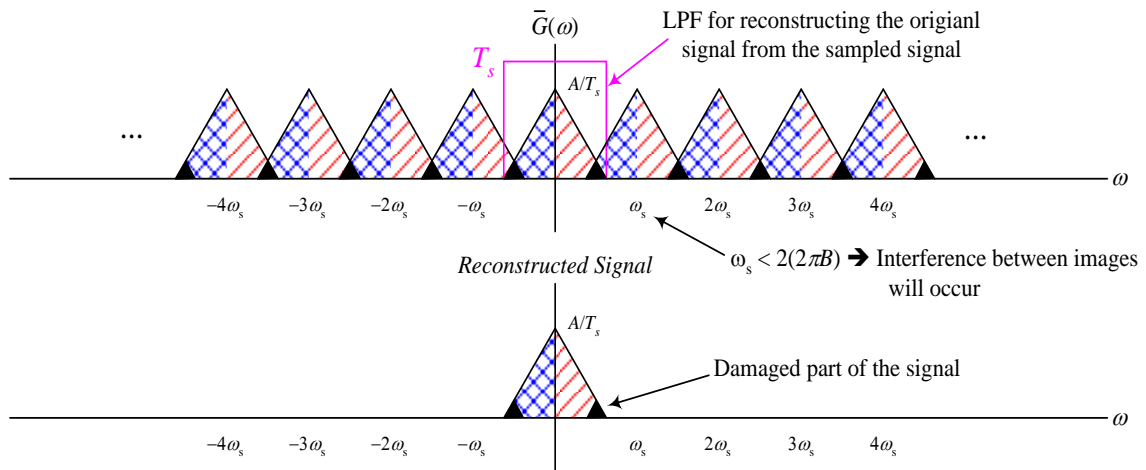 Ḡ(ω)
LPF for reconstructing the origianl
signal from the sampled signal
T_s
A/T_s
... ...
ω
−4ω_s −3ω_s −2ω_s −ω_s ω_s 2ω_s 3ω_s 4ω_s
ω_s < 2(2πB) ➔ Interference between images
will occur
Reconstructed Signal
A/T_s
Damaged part of the signal
ω
−4ω_s −3ω_s −2ω_s −ω_s ω_s 2ω_s 3ω_s 4ω_s